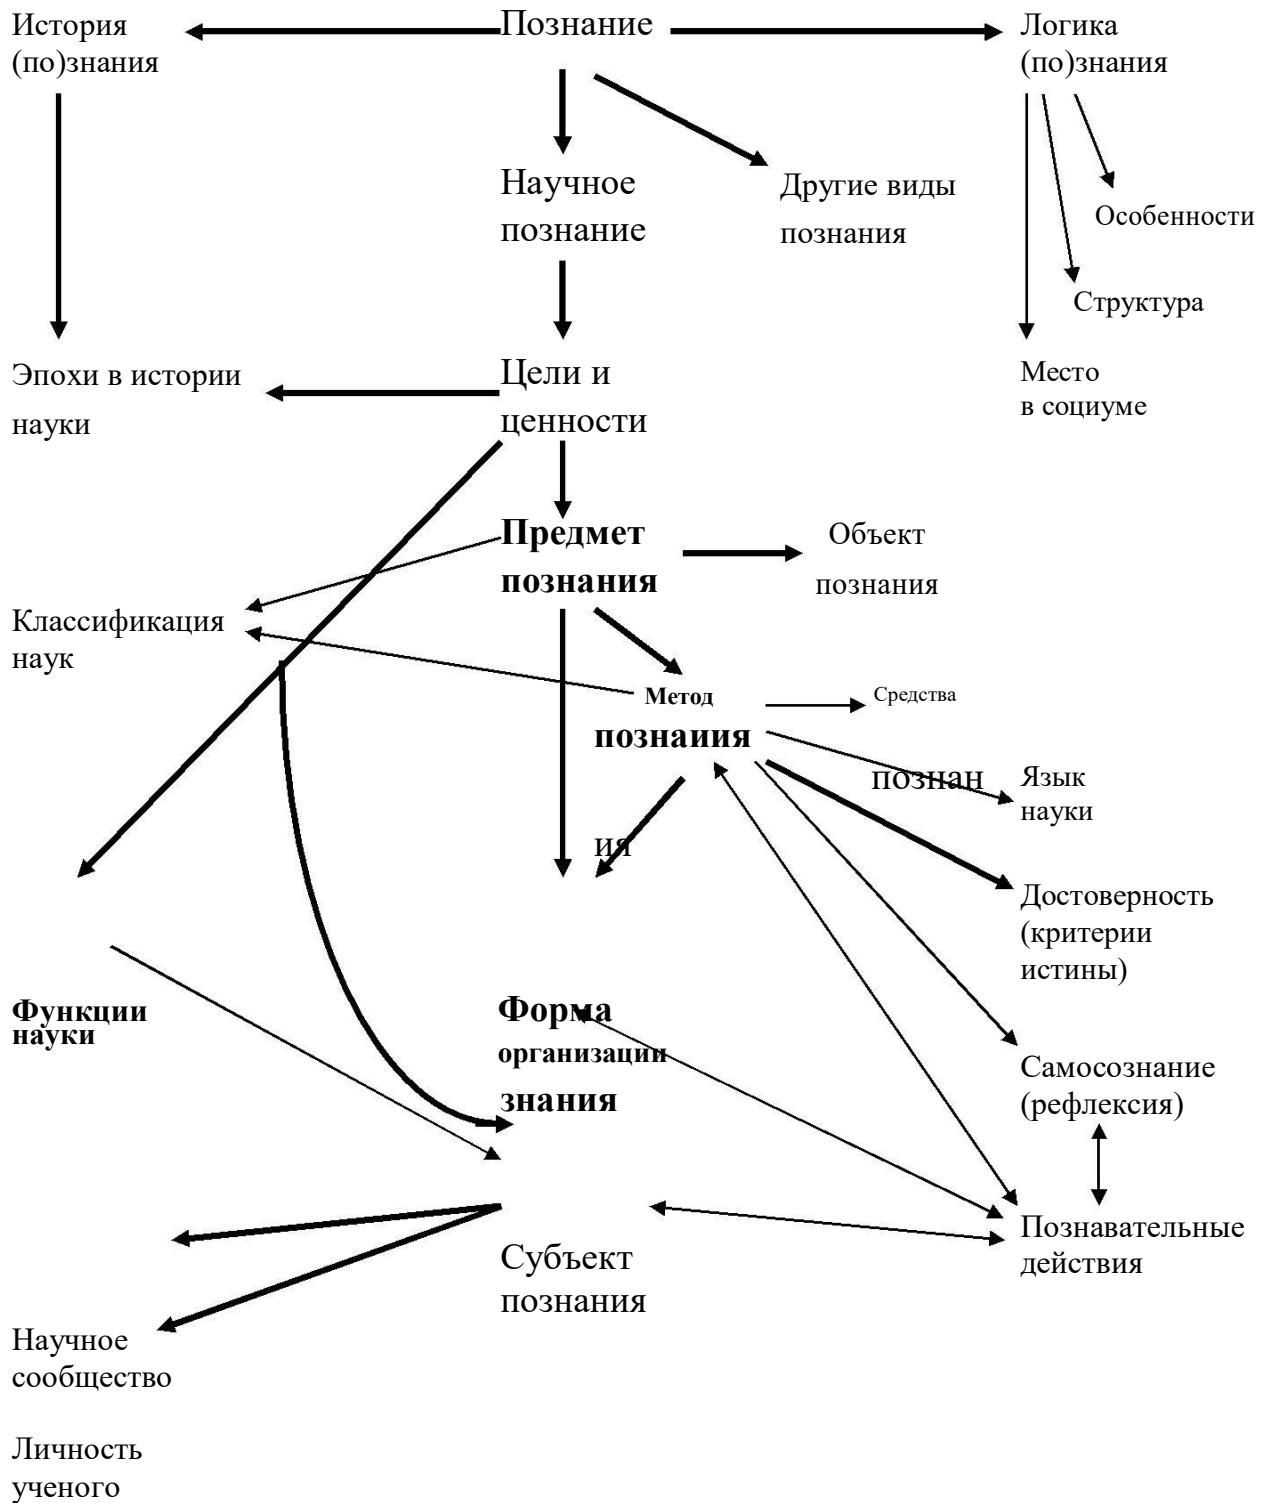 История
(по)знания
Познание
Логика
(по)знания
Научное
познание
Другие виды
познания
Особенности
Структура
Эпохи в истории
науки
Цели и
ценности
Место
в социуме
Предмет
познания
Объект
познания
Классификация
наук
Метод
познаиия
Средства
познан
ия
Язык
науки
Достоверность
(критерии
истины)
Функции
науки
Форма
организации
знания
Самосознание
(рефлексия)
Познавательные
действия
Субъект
познания
Научное
сообщество
Личность
ученого